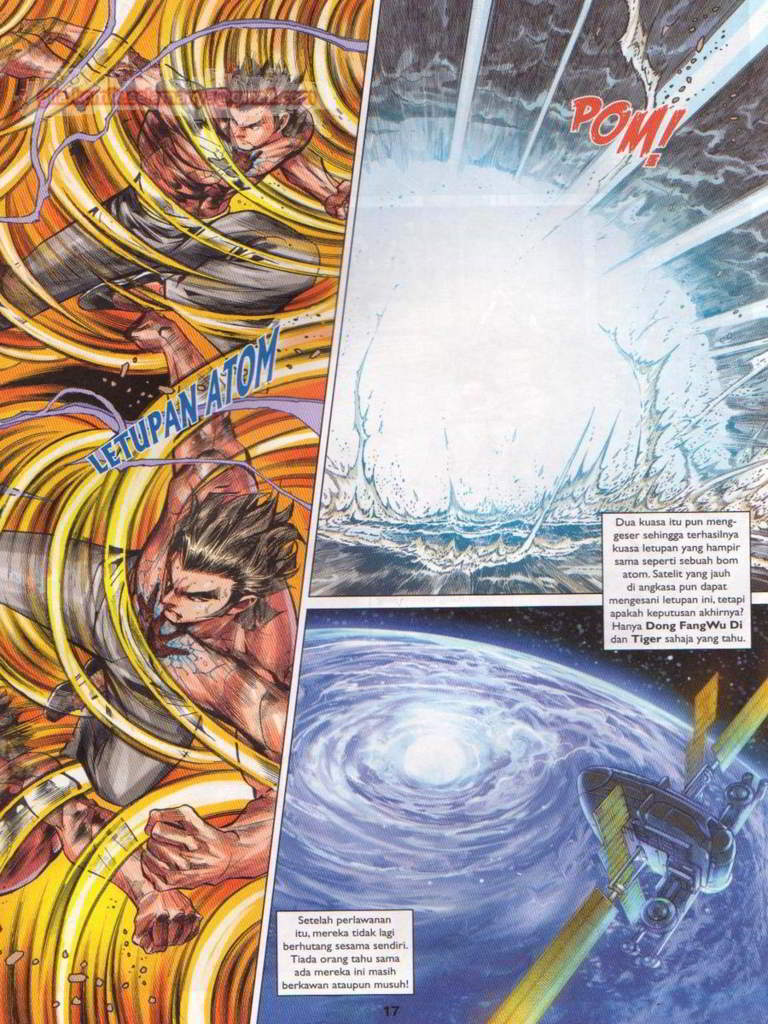 POM!
LETUPAN ATOM
Dua kuasa itu pun meng-
geser sehingga terhasilnya
kuasa letupan yang hampir
sama seperti sebuah bom
atom. Satelit yang jauh
di angkasa pun dapat
mengesani letupan ini, tetapi
apakah keputusan akhirnya?
Hanya Dong FangWu Di
dan Tiger sahaja yang tahu.
Setelah perlawanan
itu, mereka tidak lagi
berhutang sesama sendiri.
Tiada orang tahu sama
ada mereka ini masih
berkawan ataupun musuh!
17